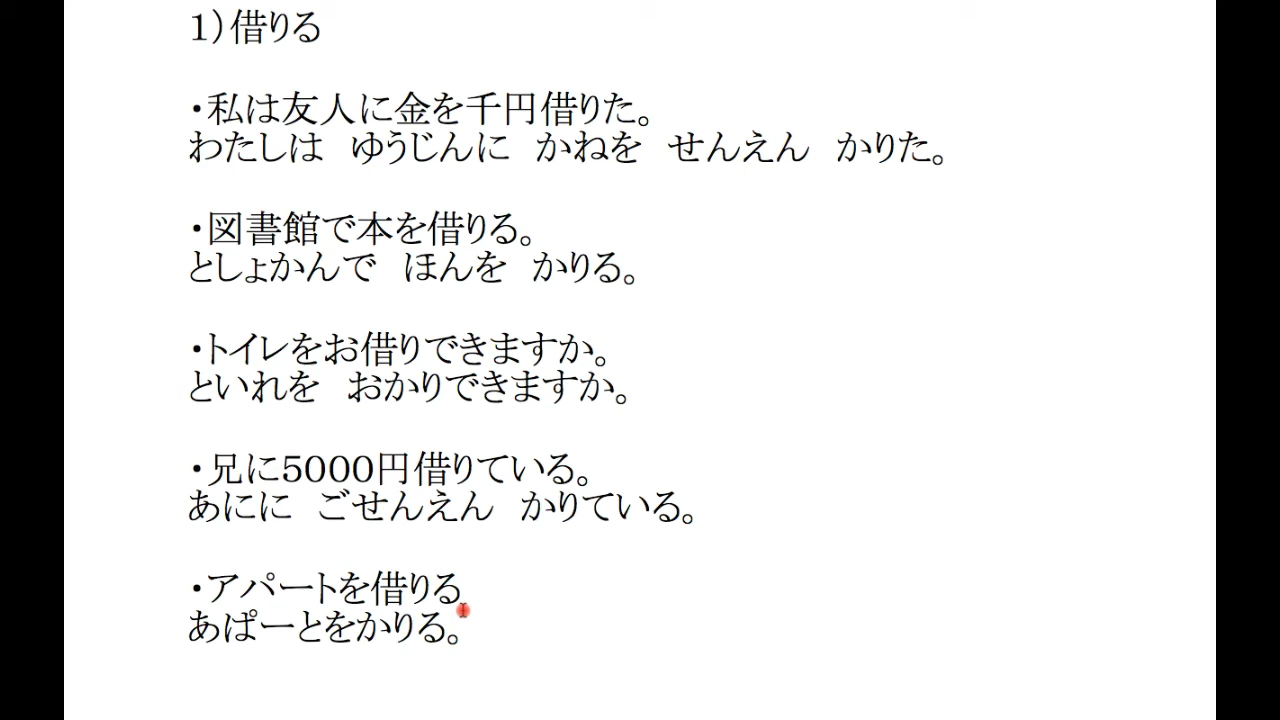 １）借りる
・私は友人に金を千円借りた。
わたしは　ゆうじんに　かねを　せんえん　かりた。
・図書館で本を借りる。
としょかんで　ほんを　かりる。
・トイレをお借りできますか。
といれを　おかりできますか。
・兄に5000円借りている。
あにに　ごせんえん　かりている。
・アパートを借りる
あぱーとをかりる。